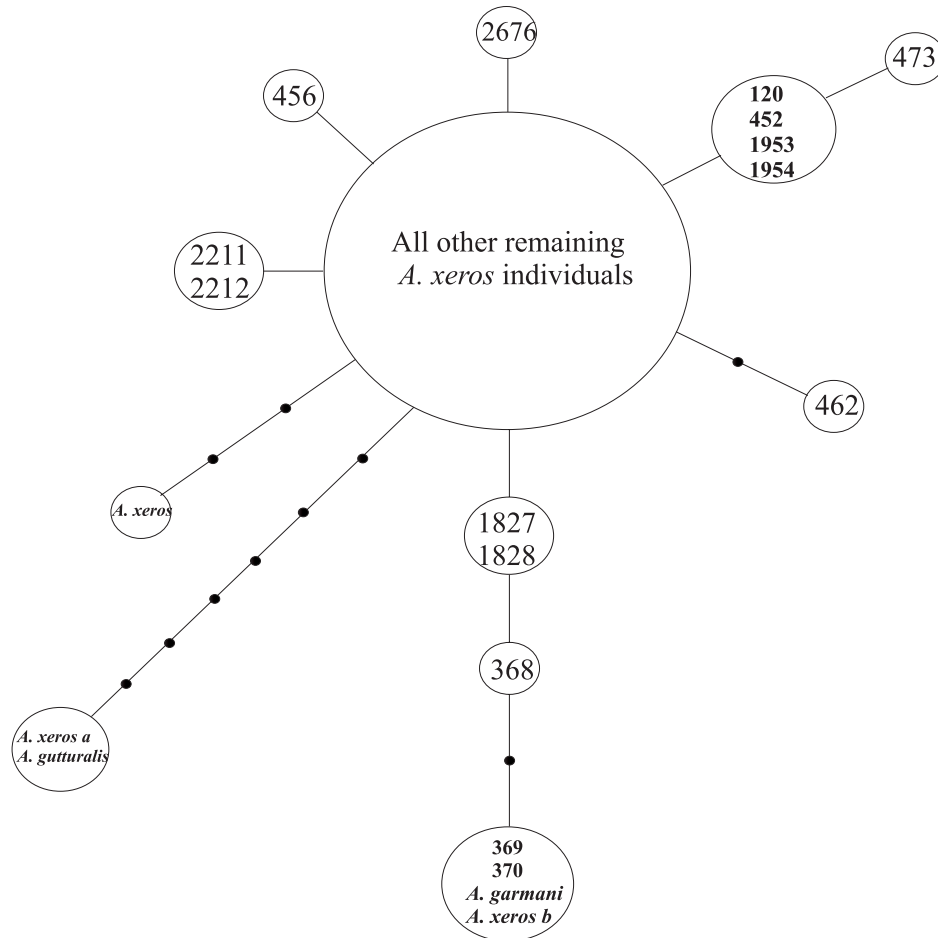 2676
473
456
120
452
1953
1954
All other remaining
A. xeros individuals
2211
2212
462
A. xeros
1827
1828
368
A. xeros a
A. gutturalis
369
370
A. garmani
A. xeros b